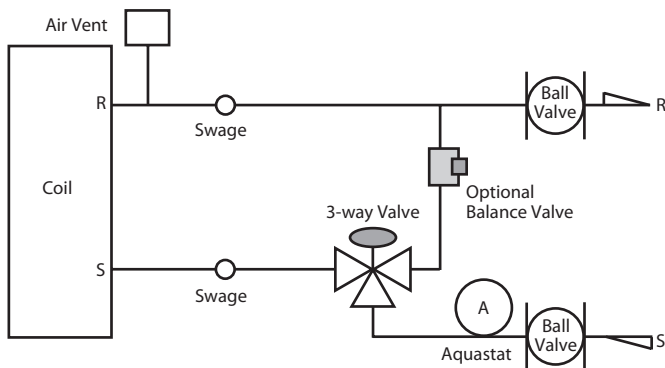 Air Vent
R
Swage
Ball
Valve
R
Coil
Optional
Balance Valve
3-way Valve
S
Swage
A
Aquastat
Ball
Valve
S